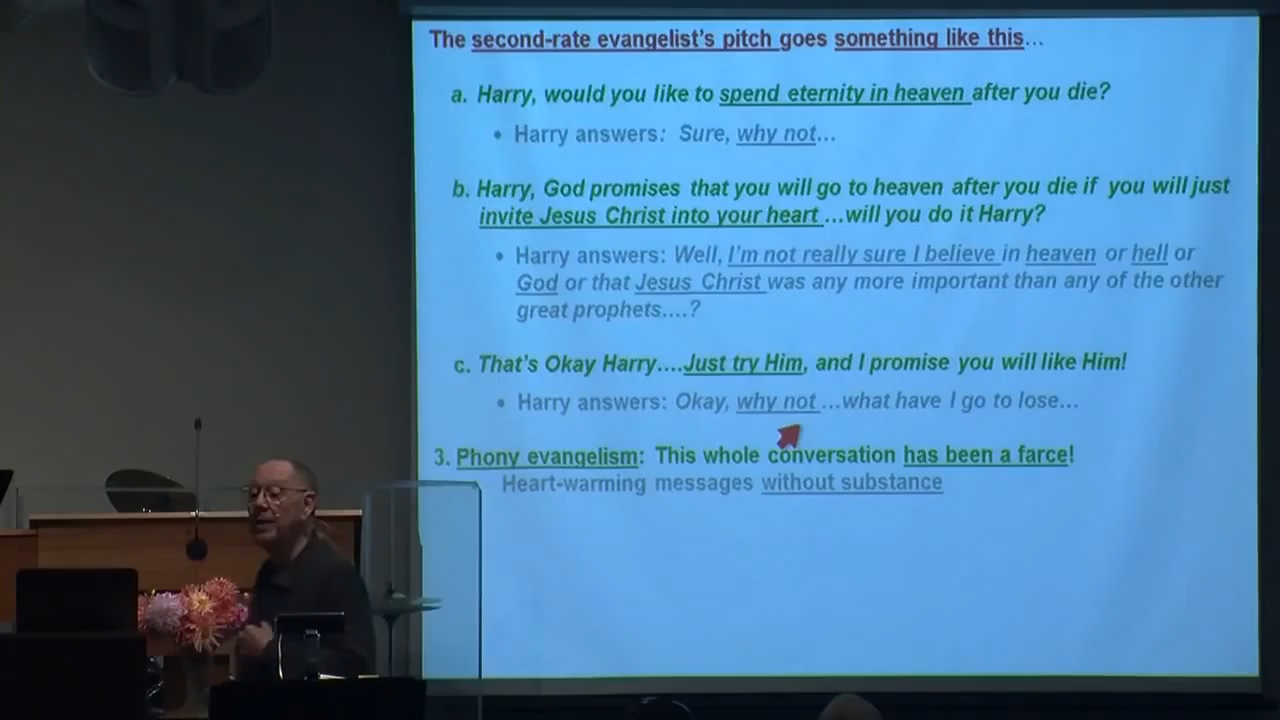 The second-rate evangelist's pitch goes something like this...
a. Harry, would you like to spend eternity in heaven after you die?
• Harry answers: Sure, why not...
b. Harry, God promises that you will go to heaven after you die if you will just
invite Jesus Christ into your heart ...will you do it Harry?
• Harry answers: Well, I'm not really sure I believe in heaven or hell or
God or that Jesus Christ was any more important than any of the other
great prophets....?
c. That's Okay Harry....Just try Him, and I promise you will like Him!
• Harry answers: Okay, why not ...what have I go to lose...
3. Phony evangelism: This whole conversation has been a farce!
Heart-warming messages without substance